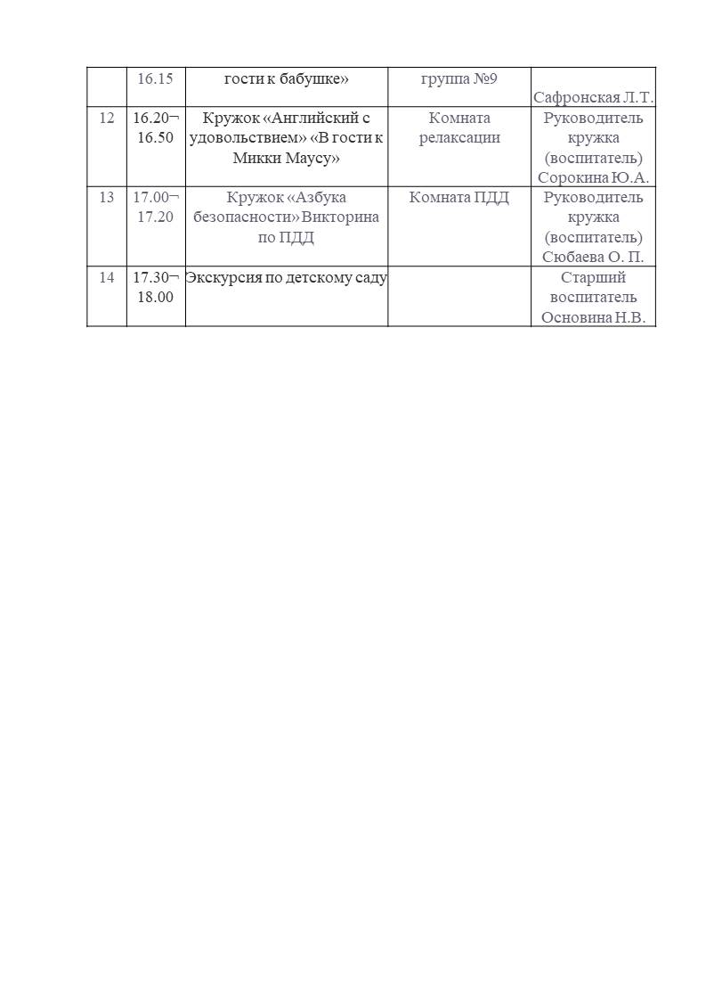 16.15 гости к бабушке» группа №9
Сафронская Л.Т.
12 16.20¬ Кружок «Английский с Комната Руководитель
16.50 удовольствием» «В гости к релаксации кружка
Микки Маусу» (воспитатель)
Сорокина Ю.А.
13 17.00¬ Кружок «Азбука Комната ПДД Руководитель
17.20 безопасности» Викторина кружка
по ПДД (воспитатель)
Сюбаева О. П.
14 17.30¬ Экскурсия по детскому саду Старший
18.00 воспитатель
Основина Н.В.